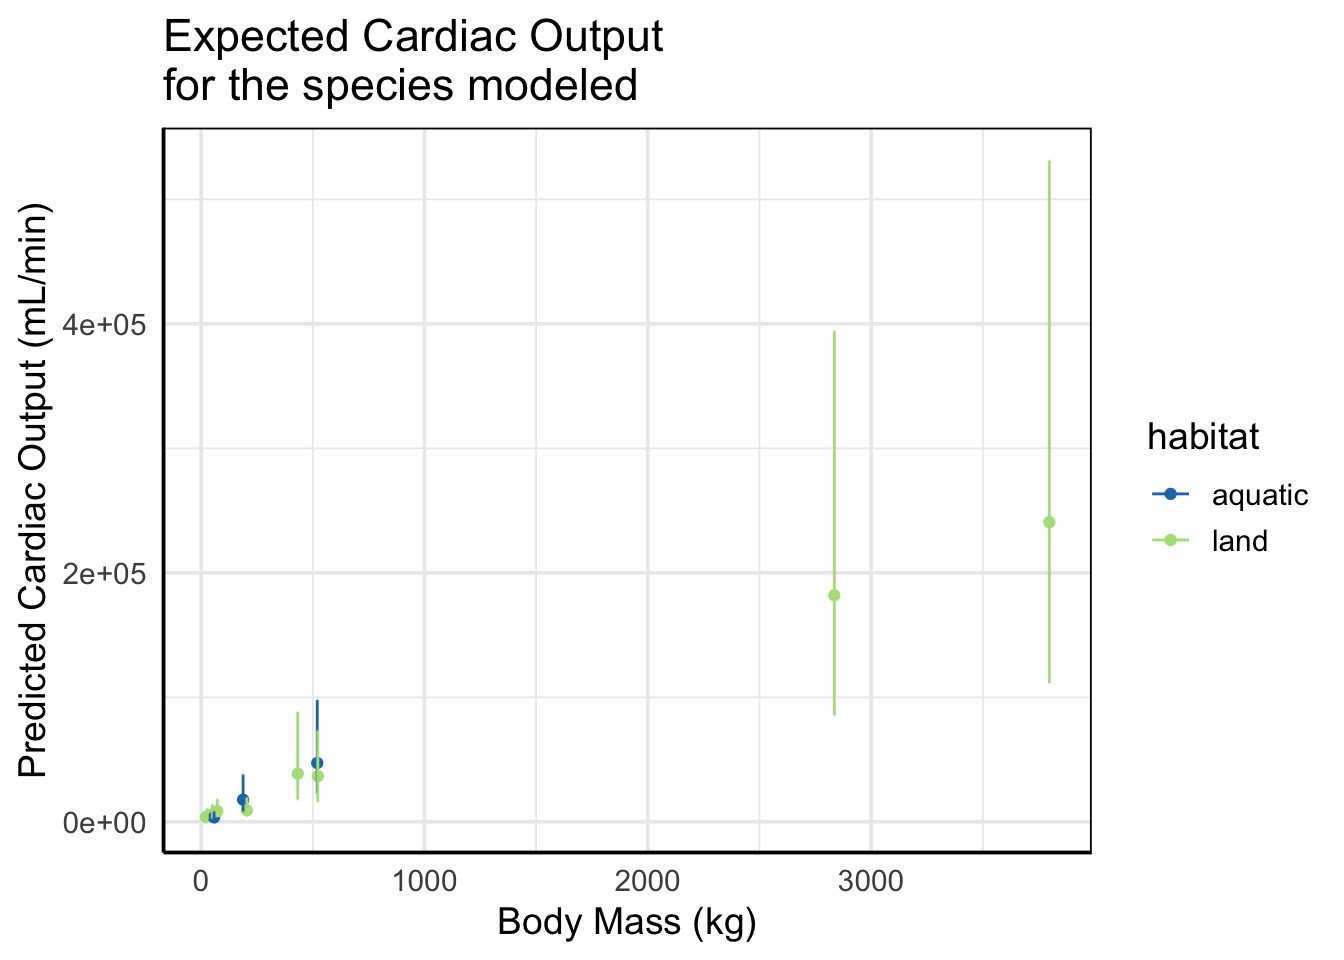 Expected Cardiac Output
for the species modeled
Predicted Cardiac Output (mL/min)
4e+05
2e+05
0e+00
0
1000
2000
3000
Body Mass (kg)
habitat
aquatic
land